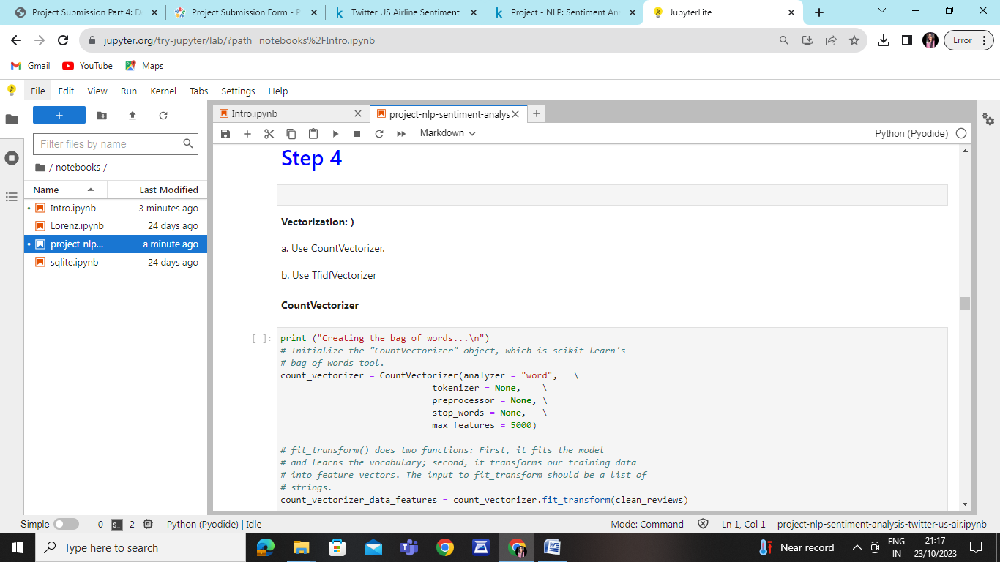 Project Submission Part 4: D
Project Submission Form - P
Twitter US Airline Sentiment
Project - NLP: Sentiment An
JupyterLite
jupyter.org/try-jupyter/lab/?path=notebooks%2FIntro.ipynb
Error
Gmail
YouTube
Maps
File Edit View Run Kernel Tabs Settings Help
Intro.ipynb
project-nlp-sentiment-analys
Filter files by name
Markdown
Python (Pyodide)
/ notebooks /
Name Last Modified
Intro.ipynb 3 minutes ago
Lorenz.ipynb 24 days ago
project-nlp... a minute ago
sqlite.ipynb 24 days ago
Step 4
Vectorization: )
a. Use CountVectorizer.
b. Use TfidfVectorizer
CountVectorizer
[ ]:
print ("Creating the bag of words...\n")
# Initialize the "CountVectorizer" object, which is scikit-learn's
# bag of words tool.
count_vectorizer = CountVectorizer(analyzer = "word", \
tokenizer = None, \
preprocessor = None, \
stop_words = None, \
max_features = 5000)
# fit_transform() does two functions: First, it fits the model
# and learns the vocabulary; second, it transforms our training data
# into feature vectors. The input to fit_transform should be a list of
# strings.
count_vectorizer_data_features = count_vectorizer.fit_transform(clean_reviews)
Simple 0 2 Python (Pyodide) | Idle
Mode: Command Ln 1, Col 1 project-nlp-sentiment-analysis-twitter-us-air.ipynb
Type here to search
Near record
ENG
IN
21:17
23/10/2023